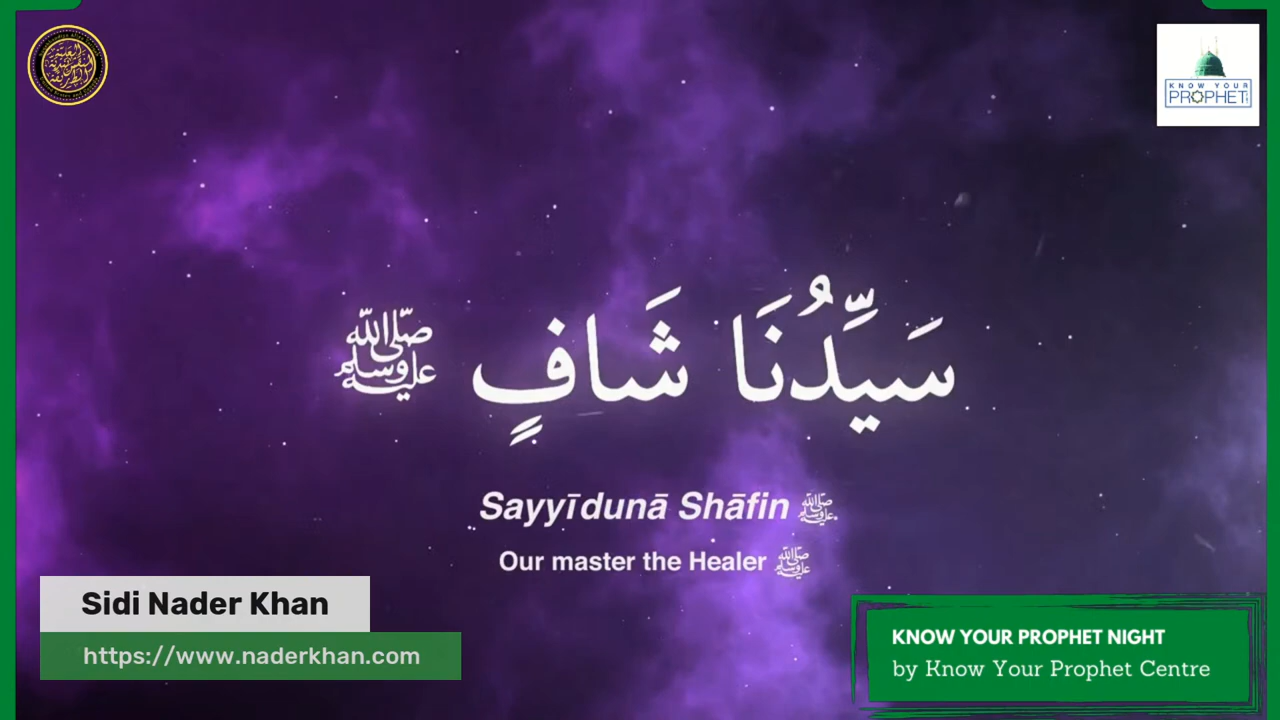 KNOW YOUR
PROPHET
سَيِّدُنَا شَافٍ ﷺ
Sayyīdunā Shāfin ﷺ
Our master the Healer ﷺ
Sidi Nader Khan
https://www.naderkhan.com
KNOW YOUR PROPHET NIGHT
by Know Your Prophet Centre